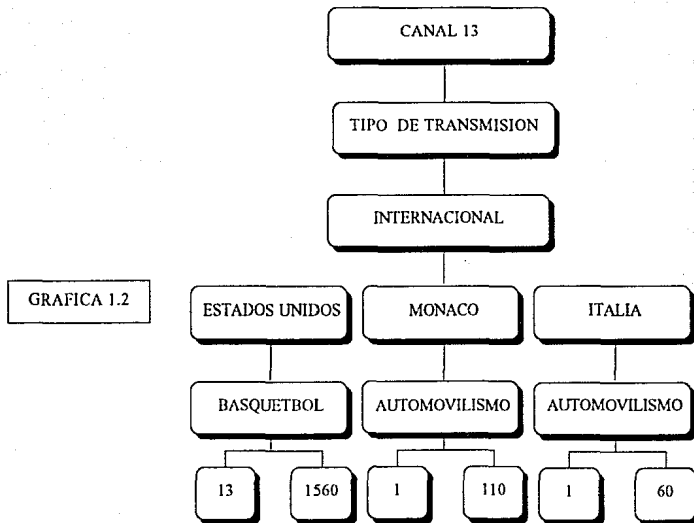 CANAL 13
TIPO DE TRANSMISION
INTERNACIONAL
GRAFICA 1.2
ESTADOS UNIDOS
MONACO
ITALIA
BASQUETBOL
AUTOMOVILISMO
AUTOMOVILISMO
13
1560
1
110
1
60